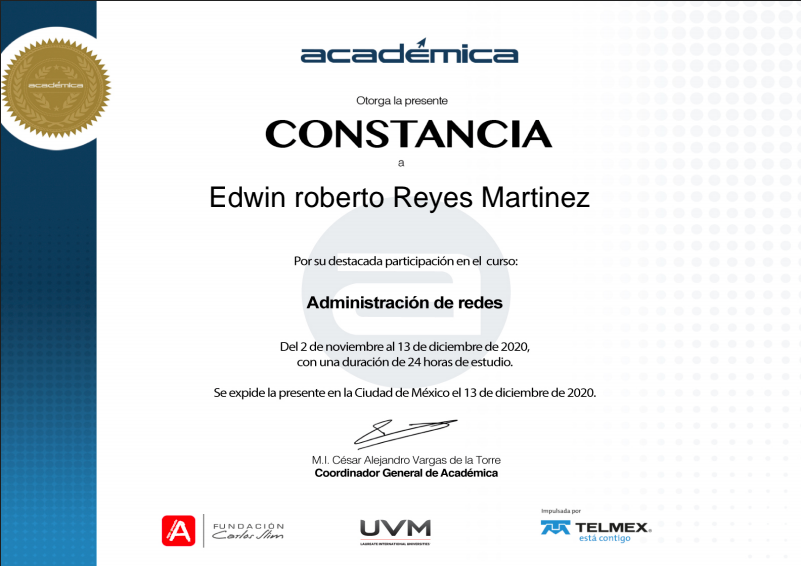 académica
académica
Otorga la presente
CONSTANCIA
a
Edwin roberto Reyes Martinez
Por su destacada participación en el curso:
Administración de redes
Del 2 de noviembre al 13 de diciembre de 2020,
con una duración de 24 horas de estudio.
Se expide la presente en la Ciudad de México el 13 de diciembre de 2020.
M.I. César Alejandro Vargas de la Torre
Coordinador General de Académica
FUNDACIÓN
Carlos Slim
UVM
LAUREATE INTERNATIONAL UNIVERSITIES
Impulsada por
TELMEX®
está contigo